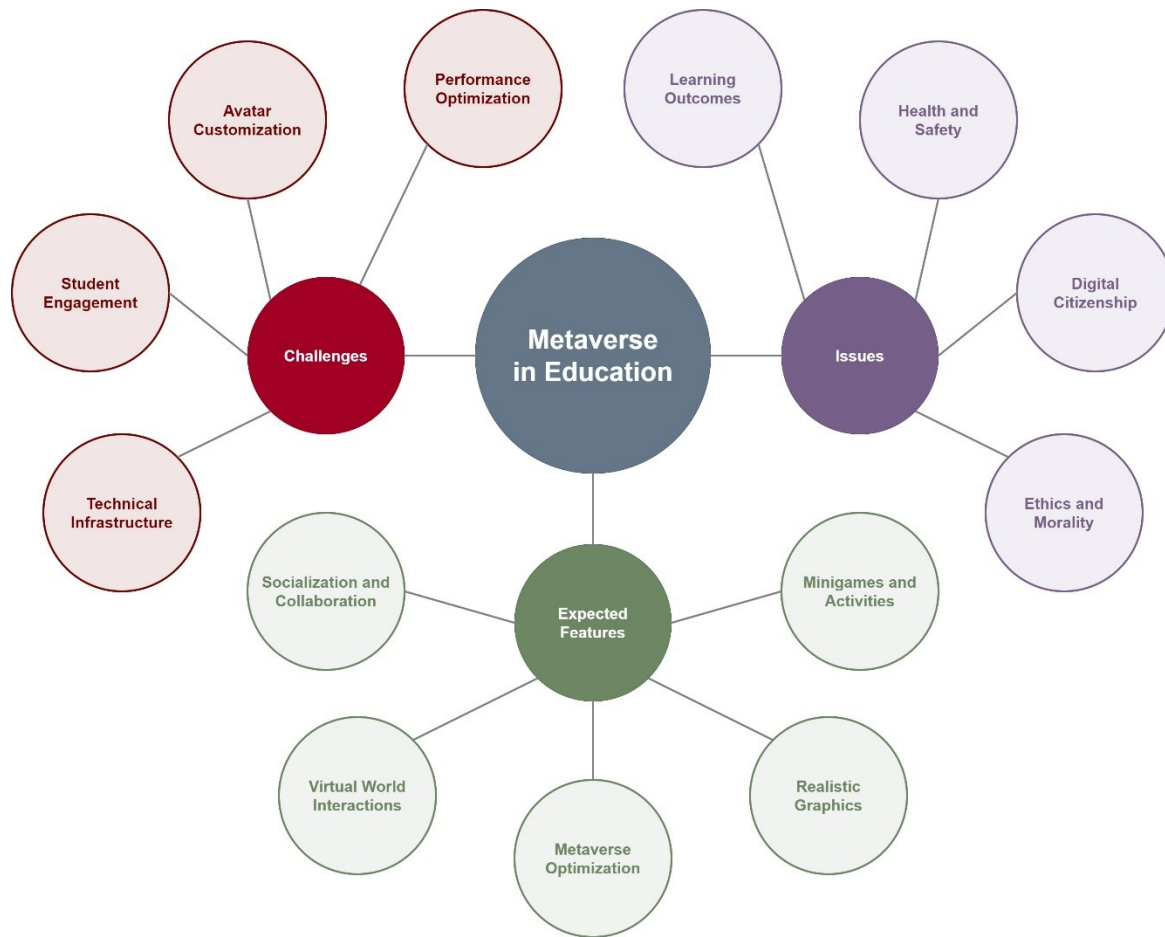 Performance
Optimization
Learning
Outcomes
Avatar
Customization
Health and
Safety
Student
Engagement
Digital
Citizenship
Challenges
Metaverse
in Education
Issues
Technical
Infrastructure
Ethics and
Morality
Socialization and
Collaboration
Expected
Features
Minigames and
Activities
Virtual World
Interactions
Metaverse
Optimization
Realistic
Graphics